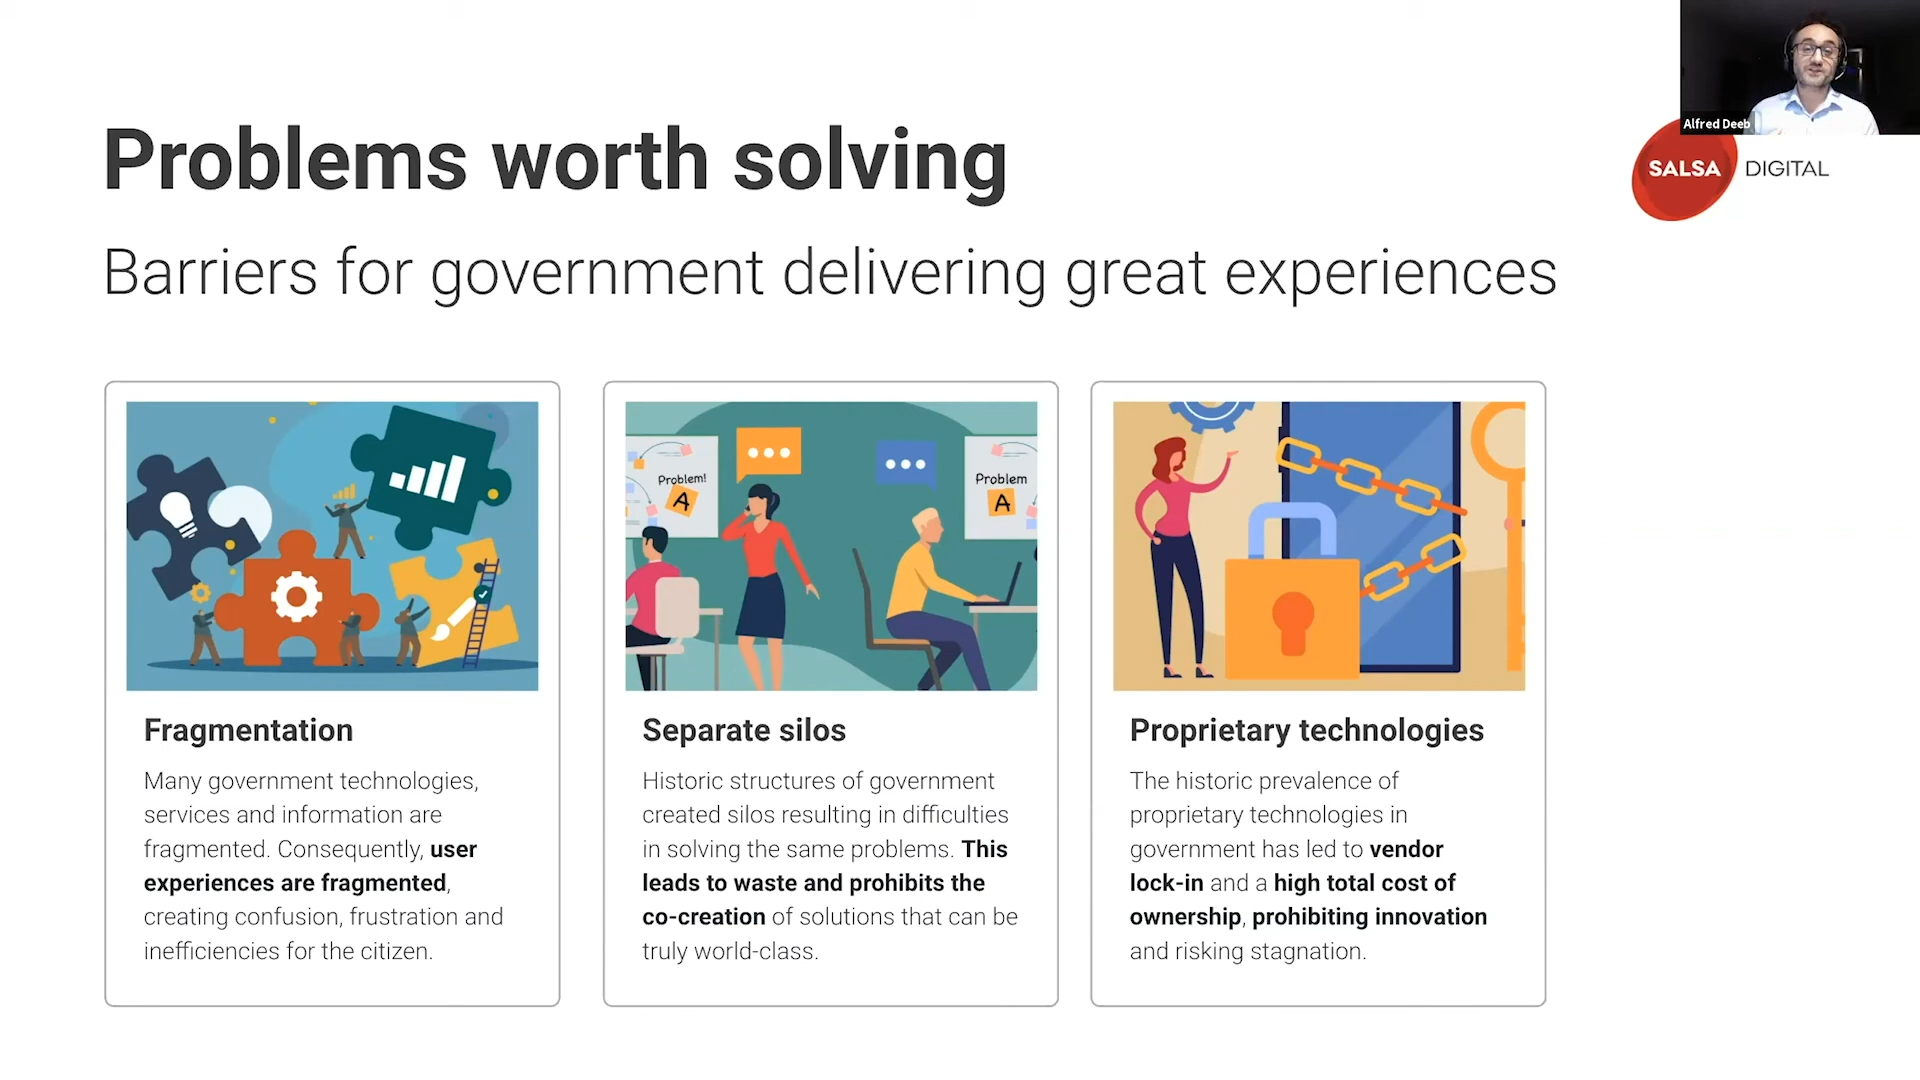 Alfred Deeb
SALSA DIGITAL
Problems worth solving
Barriers for government delivering great experiences
Problem!
A
Problem
A
Fragmentation
Many government technologies,
services and information are
fragmented. Consequently, user
experiences are fragmented,
creating confusion, frustration and
inefficiencies for the citizen.
Separate silos
Historic structures of government
created silos resulting in difficulties
in solving the same problems. This
leads to waste and prohibits the
co-creation of solutions that can be
truly world-class.
Proprietary technologies
The historic prevalence of
proprietary technologies in
government has led to vendor
lock-in and a high total cost of
ownership, prohibiting innovation
and risking stagnation.